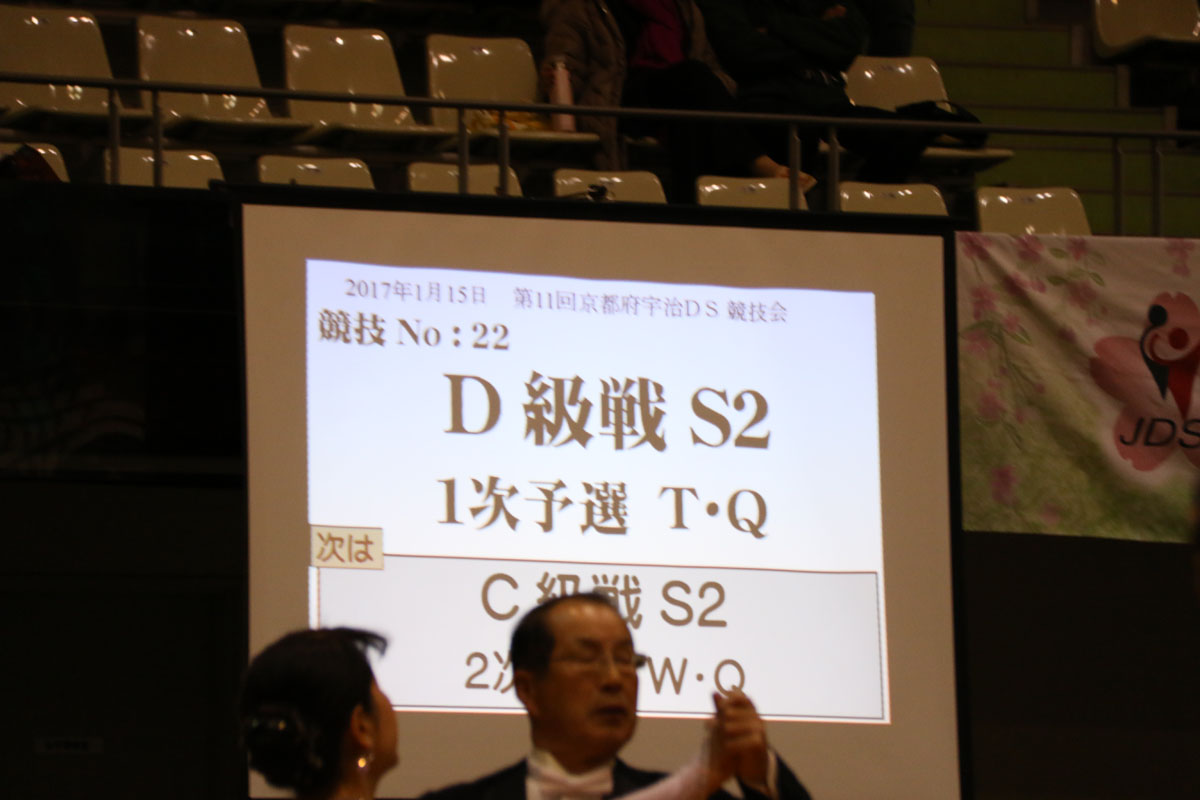 2017年1月15日 第11回京都府宇治DS 競技会
競技 No：22
D 級戦 S2
1次予選 T・Q
次は
C 級戦 S2
2次 W・Q
JDS